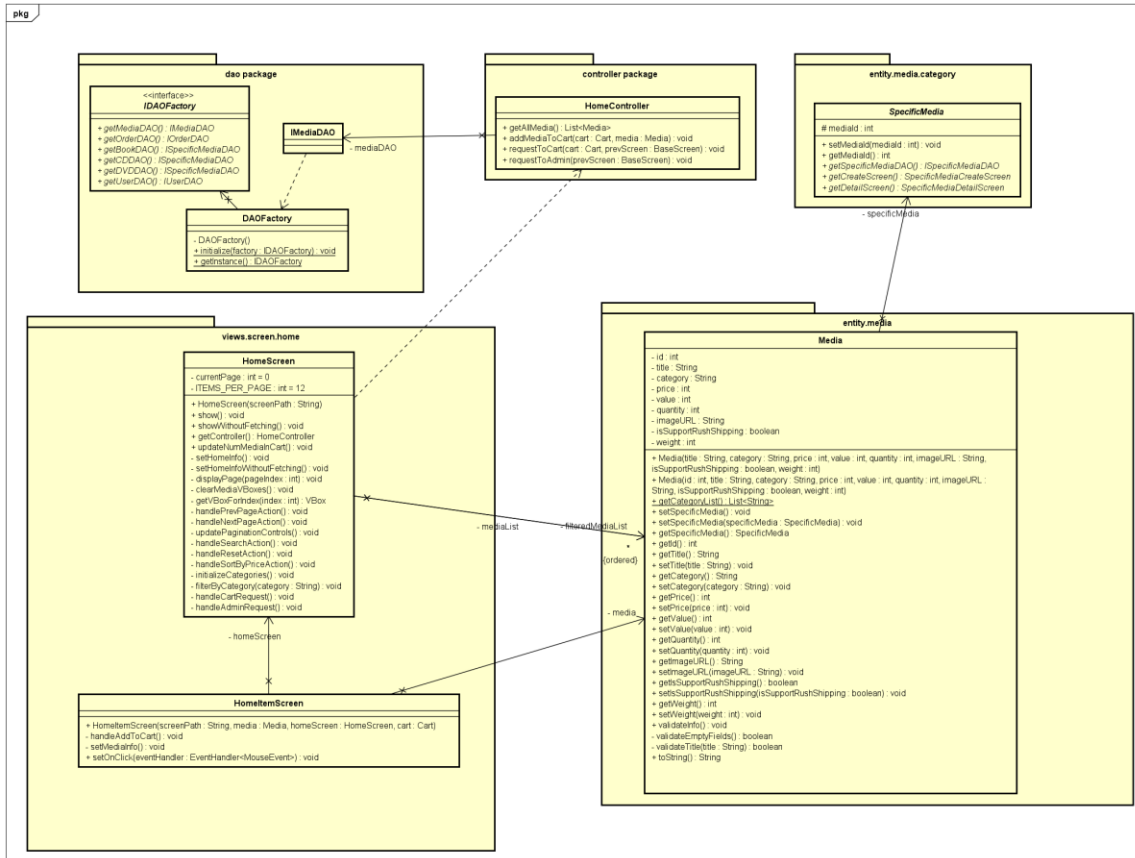 pkg
dao package
<<interface>>
IDAOFactory
+ getMediaDAO() : IMediaDAO
+ getOrderDAO() : IOrderDAO
+ getBookDAO() : ISpecificMediaDAO
+ getCDDAO() : ISpecificMediaDAO
+ getDVDDAO() : ISpecificMediaDAO
+ getUserDAO() : IUserDAO
IMediaDAO
- mediaDAO
DAOFactory
- DAOFactory()
+ initialize(factory : IDAOFactory) : void
+ getInstance() : IDAOFactory
controller package
HomeController
+ getAllMedia() : List<Media>
+ addMediaToCart(cart : Cart, media : Media) : void
+ requestToCart(cart : Cart, prevScreen : BaseScreen) : void
+ requestToAdmin(prevScreen : BaseScreen) : void
entity.media.category
SpecificMedia
# mediaId : int
+ setMediaId(mediaId : int) : void
+ getMediaId() : int
+ getSpecificMediaDAO() : ISpecificMediaDAO
+ getCreateScreen() : SpecificMediaCreateScreen
+ getDetailScreen() : SpecificMediaDetailScreen
- specificMedia
views.screen.home
HomeScreen
- currentPage : int = 0
- ITEMS_PER_PAGE : int = 12
+ HomeScreen(screenPath : String)
+ show() : void
+ showWithoutFetching() : void
+ getController() : HomeController
+ updateNumMediaInCart() : void
- setHomeInfo() : void
- setHomeInfoWithoutFetching() : void
- displayPage(pageIndex : int) : void
- clearMediaVBoxes() : void
- getVBoxForIndex(index : int) : VBox
- handlePrevPageAction() : void
- handleNextPageAction() : void
- updatePaginationControls() : void
- handleSearchAction() : void
- handleResetAction() : void
- handleSortByPriceAction() : void
- initializeCategories() : void
- filterByCategory(category : String) : void
- handleCartRequest() : void
- handleAdminRequest() : void
- mediaList
- filteredMediaList
*
{ordered}
- media
- homeScreen
HomeItemScreen
+ HomeItemScreen(screenPath : String, media : Media, homeScreen : HomeScreen, cart : Cart)
- handleAddToCart() : void
- setMediaInfo() : void
+ setOnClick(eventHandler : EventHandler<MouseEvent>) : void
entity.media
Media
- id : int
- title : String
- category : String
- price : int
- value : int
- quantity : int
- imageURL : String
- isSupportRushShipping : boolean
- weight : int
+ Media(title : String, category : String, price : int, value : int, quantity : int, imageURL : String,
isSupportRushShipping : boolean, weight : int)
+ Media(id : int, title : String, category : String, price : int, value : int, quantity : int, imageURL
: String, isSupportRushShipping : boolean, weight : int)
+ getCategoryList() : List<String>
+ setSpecificMedia() : void
+ setSpecificMedia(specificMedia : SpecificMedia) : void
+ getSpecificMedia() : SpecificMedia
+ getId() : int
+ getTitle() : String
+ setTitle(title : String) : void
+ getCategory() : String
+ setCategory(category : String) : void
+ getPrice() : int
+ setPrice(price : int) : void
+ getValue() : int
+ setValue(value : int) : void
+ getQuantity() : int
+ setQuantity(quantity : int) : void
+ getImageURL() : String
+ setImageURL(imageURL : String) : void
+ getIsSupportRushShipping() : boolean
+ setIsSupportRushShipping(isSupportRushShipping : boolean) : void
+ getWeight() : int
+ setWeight(weight : int) : void
+ validateInfo() : void
- validateEmptyFields() : boolean
- validateTitle(title : String) : boolean
+ toString() : String